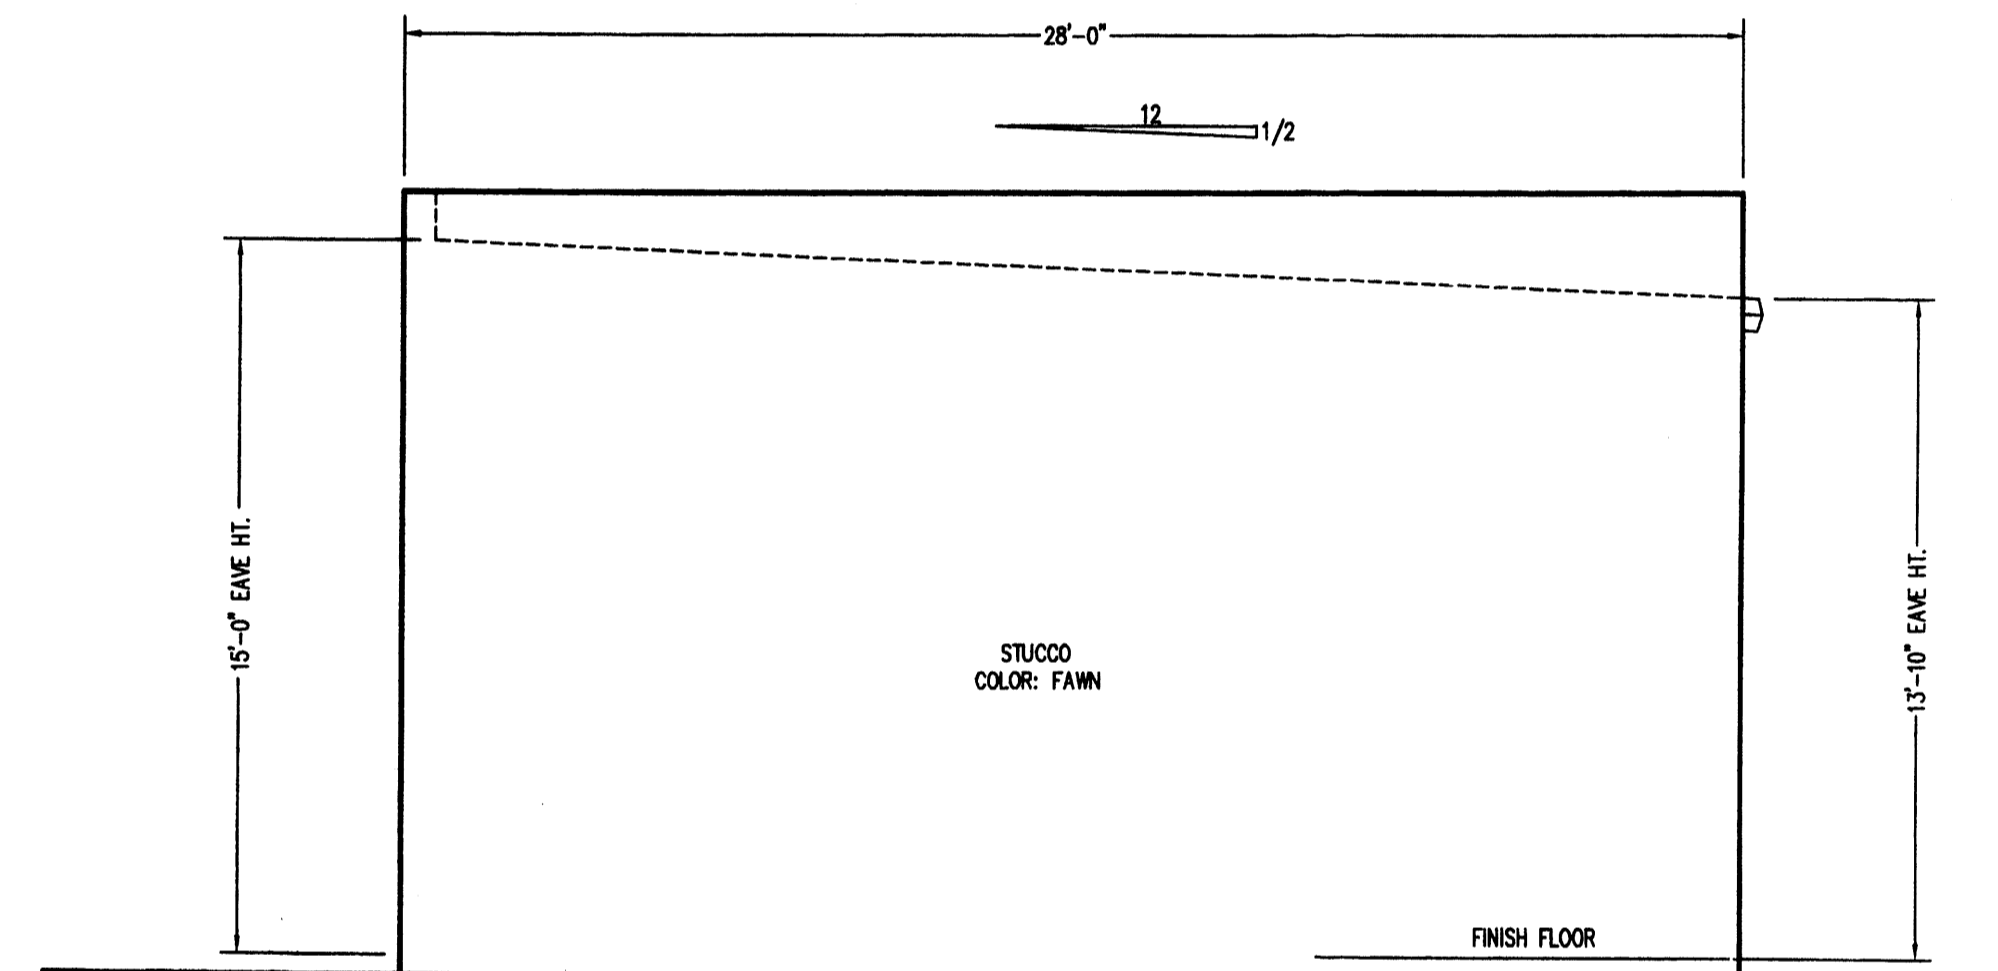 28'-0"
12
1/2
15'-0" EAVE HT.
13'-10" EAVE HT.
STUCCO
COLOR: FAWN
FINISH FLOOR